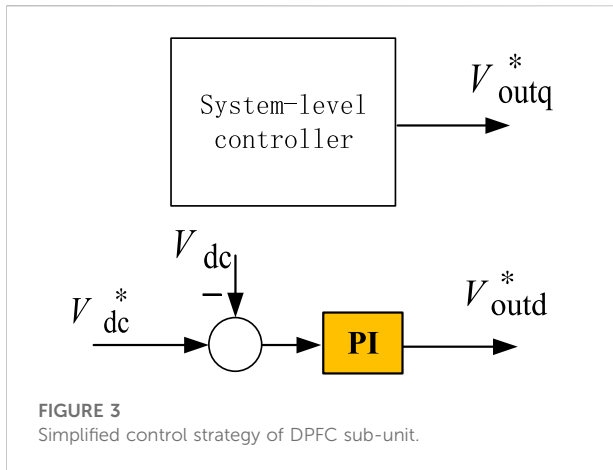 System-level
controller
V*outq
Vdc
−
V*dc
PI
V*outd
FIGURE 3
Simplified control strategy of DPFC sub-unit.